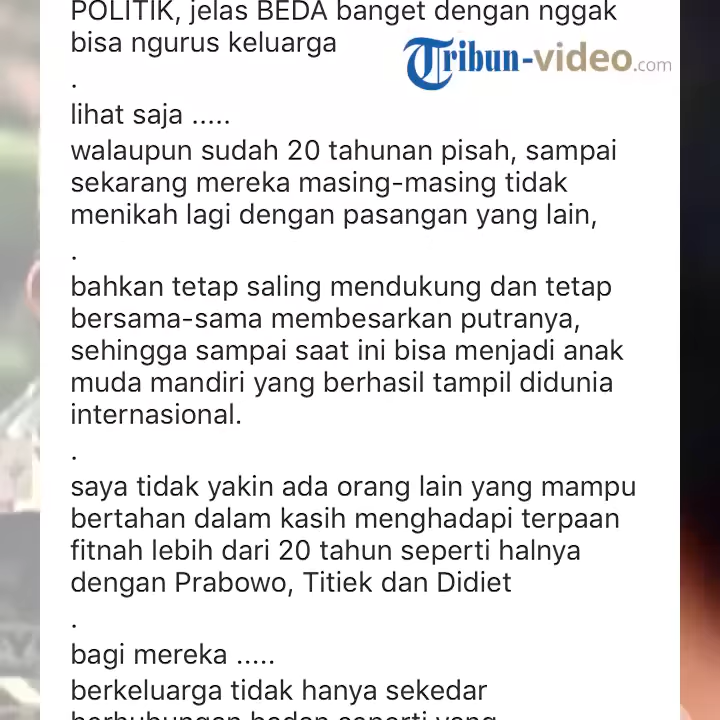 POLITIK, jelas BEDA banget dengan nggak
bisa ngurus keluarga
Tribun-video.com
.
lihat saja .....
walaupun sudah 20 tahunan pisah, sampai
sekarang mereka masing-masing tidak
menikah lagi dengan pasangan yang lain,
.
bahkan tetap saling mendukung dan tetap
bersama-sama membesarkan putranya,
sehingga sampai saat ini bisa menjadi anak
muda mandiri yang berhasil tampil didunia
internasional.
.
saya tidak yakin ada orang lain yang mampu
bertahan dalam kasih menghadapi terpaan
fitnah lebih dari 20 tahun seperti halnya
dengan Prabowo, Titiek dan Didiet
.
bagi mereka .....
berkeluarga tidak hanya sekedar
berhubungan badan seperti yang